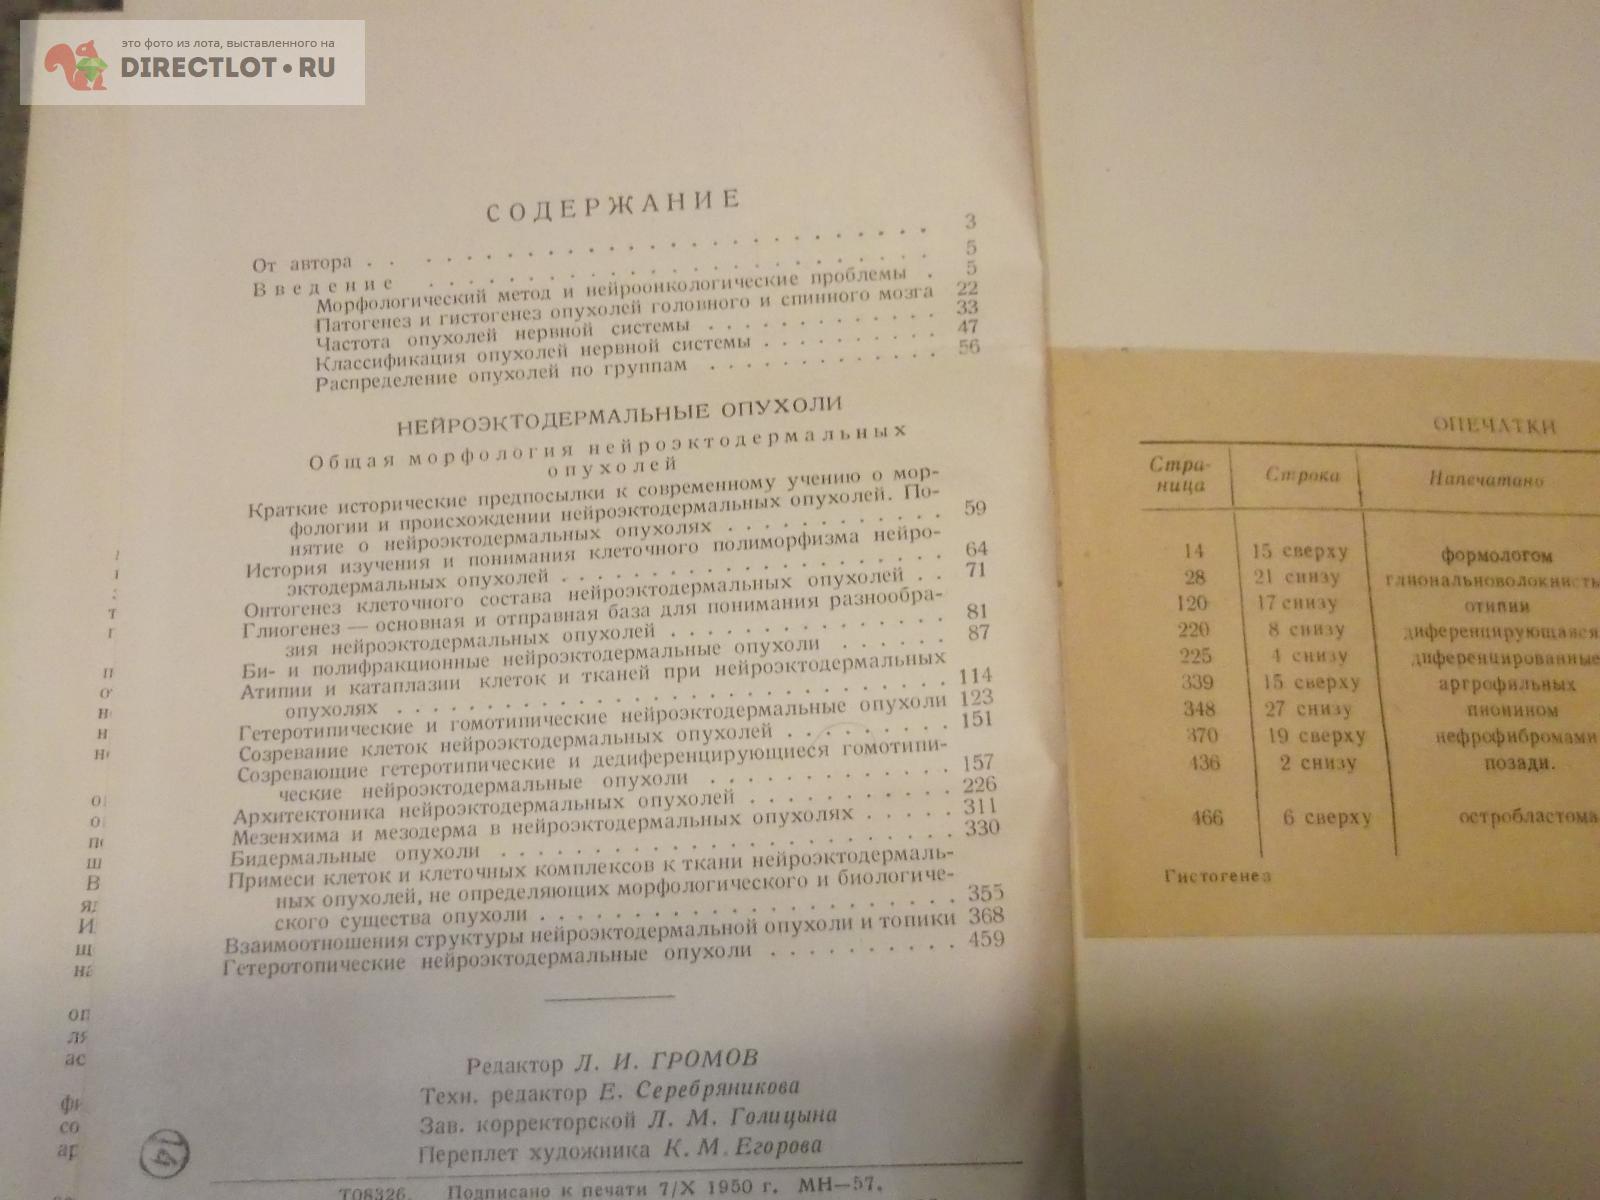 это фото из лота, выставленного на
DIRECTLOT•RU
СОДЕРЖАНИЕ
От автора . . . . . . . . 3
Введение . . . . . . . . 5
Морфологический метод и нейроонкологические проблемы . 5
Патогенез и гистогенез опухолей головного и спинного мозга 22
Частота опухолей нервной системы . . . . . . . . 33
Классификация опухолей нервной системы . . . . . . . . 47
Распределение опухолей по группам . . . . . . . . 56
НЕЙРОЭКТОДЕРМАЛЬНЫЕ ОПУХОЛИ
Общая морфология нейроэктодермальных
опухолей
Краткие исторические предпосылки к современному учению о мор-
фологии и происхождении нейроэктодермальных опухолей. По-
нятие о нейроэктодермальных опухолях . . . . . . . . 59
История изучения и понимания клеточного полиморфизма нейро-
эктодермальных опухолей . . . . . . . . 64
Онтогенез клеточного состава нейроэктодермальных опухолей . . 71
Глиогенез — основная и отправная база для понимания разнообра-
зия нейроэктодермальных опухолей . . . . . . . . 81
Би- и полифракционные нейроэктодермальные опухоли . . . . . . 87
Атипии и катаплазии клеток и тканей при нейроэктодермальных
опухолях . . . . . . . . 114
Гетеротипические и гомотипические нейроэктодермальные опухоли 123
Созревание клеток нейроэктодермальных опухолей . . . . . . . . 151
Созревающие гетеротипические и дедиференцирующиеся гомотипи-
ческие нейроэктодермальные опухоли . . . . . . . . 157
Архитектоника нейроэктодермальных опухолей . . . . . . . . 226
Мезенхима и мезодерма в нейроэктодермальных опухолях . . . . . 311
Бидермальные опухоли . . . . . . . . 330
Примеси клеток и клеточных комплексов к ткани нейроэктодермаль-
ных опухолей, не определяющих морфологического и биологиче-
ского существа опухоли . . . . . . . . 355
Взаимоотношения структуры нейроэктодермальной опухоли и топики 368
Гетеротопические нейроэктодермальные опухоли . . . . . . . . 459
Редактор Л. И. ГРОМОВ
Техн. редактор Е. Серебряникова
Зав. корректорской Л. М. Голицына
Переплет художника К. М. Егорова
14
Т08326. Подписано к печати 7/X 1950 г. МН—57.
ОПЕЧАТКИ
Стра-
ница Строка Напечатано
14 15 сверху формологом
28 21 снизу глиональноволокнисть
120 17 снизу отипии
220 8 снизу диференцирующаяся
225 4 снизу диференцированные
339 15 сверху аргрофильных
348 27 снизу пионином
370 19 сверху нефрофибромами
436 2 снизу позади.
466 6 сверху остробластома
Гистогенез